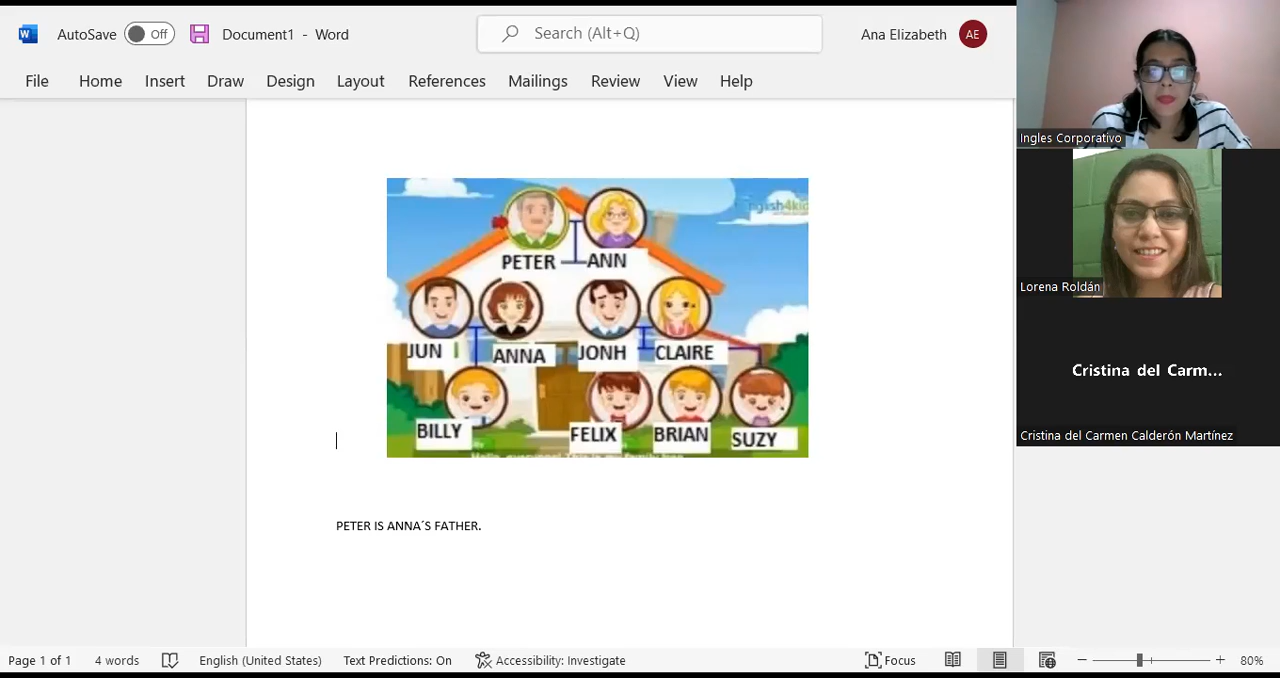 AutoSave Off Document1 - Word
Search (Alt+Q)
Ana Elizabeth AE
File Home Insert Draw Design Layout References Mailings Review View Help
PETER ANN
JUN ANNA JONH CLAIRE
BILLY FELIX BRIAN SUZY
PETER IS ANNA´S FATHER.
Ingles Corporativo
Lorena Roldán
Cristina del Carm...
Cristina del Carmen Calderón Martínez
Page 1 of 1 4 words English (United States) Text Predictions: On Accessibility: Investigate Focus 80%